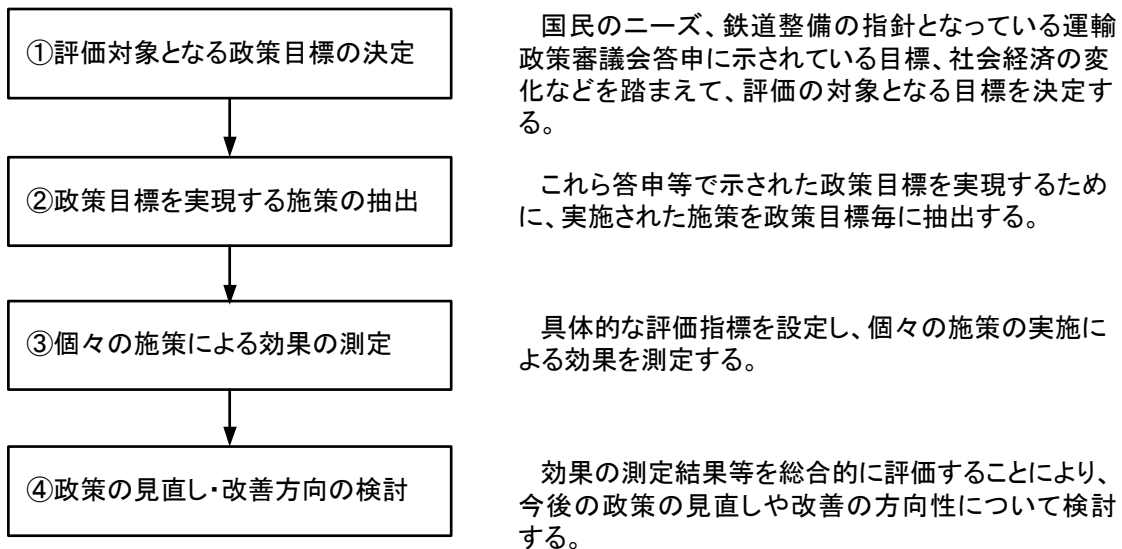 ①評価対象となる政策目標の決定
国民のニーズ、鉄道整備の指針となっている運輸
政策審議会答申に示されている目標、社会経済の変
化などを踏まえて、評価の対象となる目標を決定す
る。
②政策目標を実現する施策の抽出
これら答申等で示された政策目標を実現するため
に、実施された施策を政策目標毎に抽出する。
③個々の施策による効果の測定
具体的な評価指標を設定し、個々の施策の実施に
よる効果を測定する。
④政策の見直し・改善方向の検討
効果の測定結果等を総合的に評価することにより、
今後の政策の見直しや改善の方向性について検討
する。